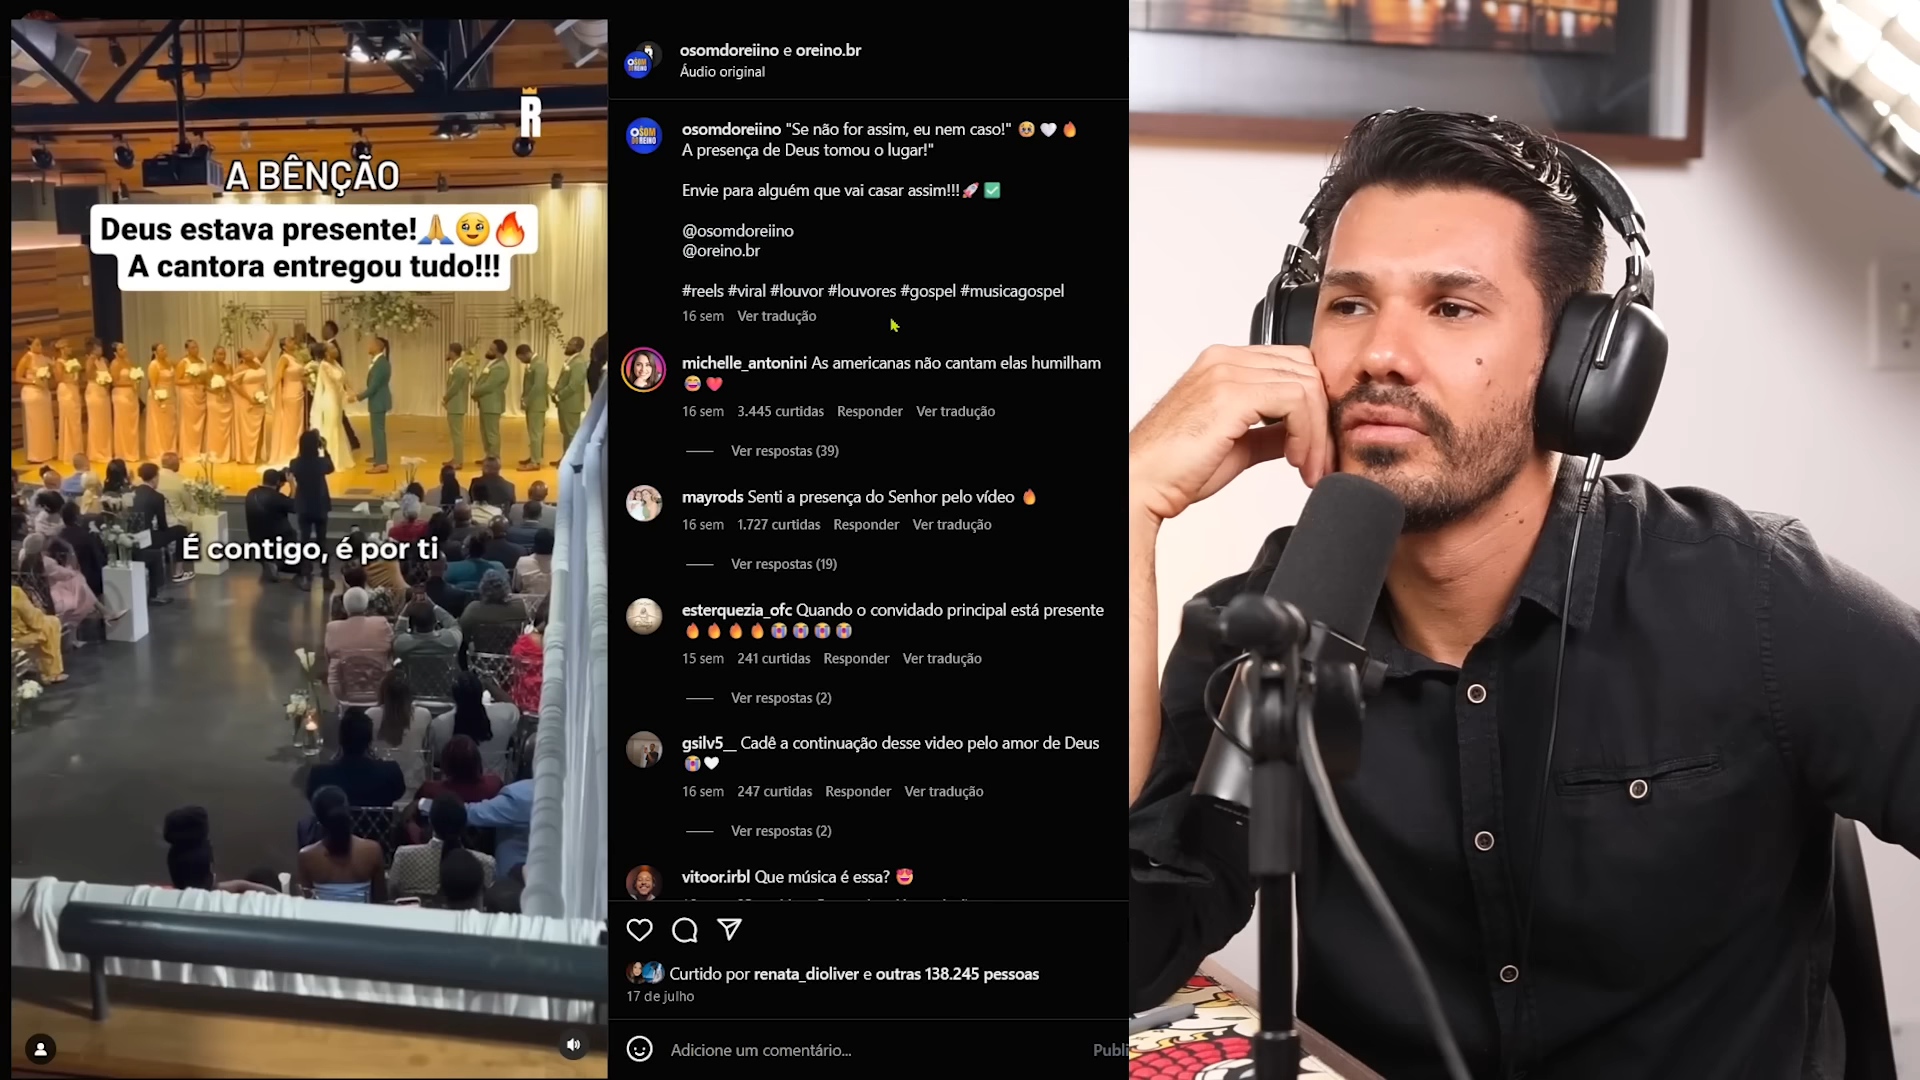 R
A BÊNÇÃO
Deus estava presente!🙏🥹🔥
A cantora entregou tudo!!!
É contigo, é por ti
osomdoreiino e oreino.br
Áudio original
osomdoreiino "Se não for assim, eu nem caso!" 🥹🤍🔥
A presença de Deus tomou o lugar!"
Envie para alguém que vai casar assim!!!🚀✅
@osomdoreiino
@oreino.br
#reels #viral #louvor #louvores #gospel #musicagospel
16 sem Ver tradução
michelle_antonini As americanas não cantam elas humilham
😂❤️
16 sem 3.445 curtidas Responder Ver tradução
Ver respostas (39)
mayrods Senti a presença do Senhor pelo vídeo 🔥
16 sem 1.727 curtidas Responder Ver tradução
Ver respostas (19)
esterquezia_ofc Quando o convidado principal está presente
🔥🔥🔥🔥😭😭😭😭
15 sem 241 curtidas Responder Ver tradução
Ver respostas (2)
gsilv5__ Cadê a continuação desse video pelo amor de Deus
😭🤍
16 sem 247 curtidas Responder Ver tradução
Ver respostas (2)
vitoor.irbl Que música é essa? 😍
Curtido por renata_dioliver e outras 138.245 pessoas
17 de julho
Adicione um comentário...
Publi